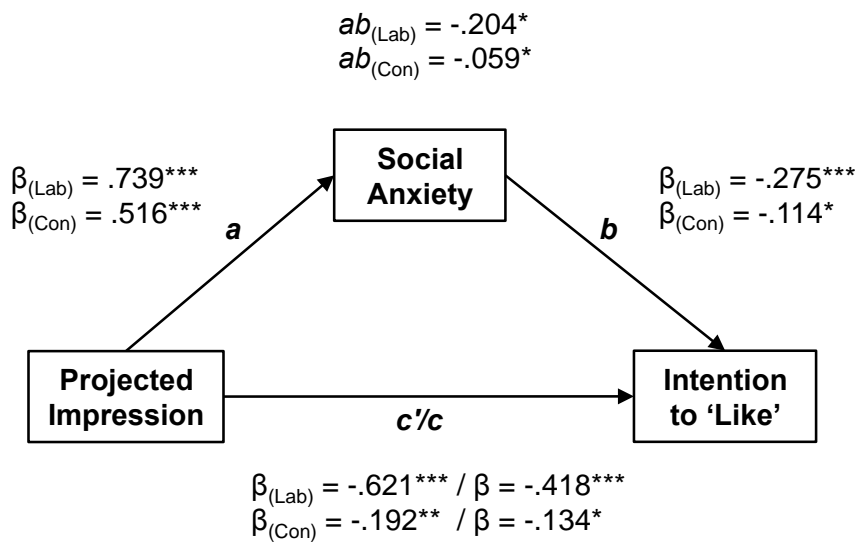 ab(Lab) = -.204*
ab(Con) = -.059*
Social
Anxiety
β(Lab) = .739***
β(Con) = .516***
β(Lab) = -.275***
β(Con) = -.114*
a
b
Projected
Impression
Intention
to ‘Like’
c'/c
β(Lab) = -.621*** / β = -.418***
β(Con) = -.192** / β = -.134*